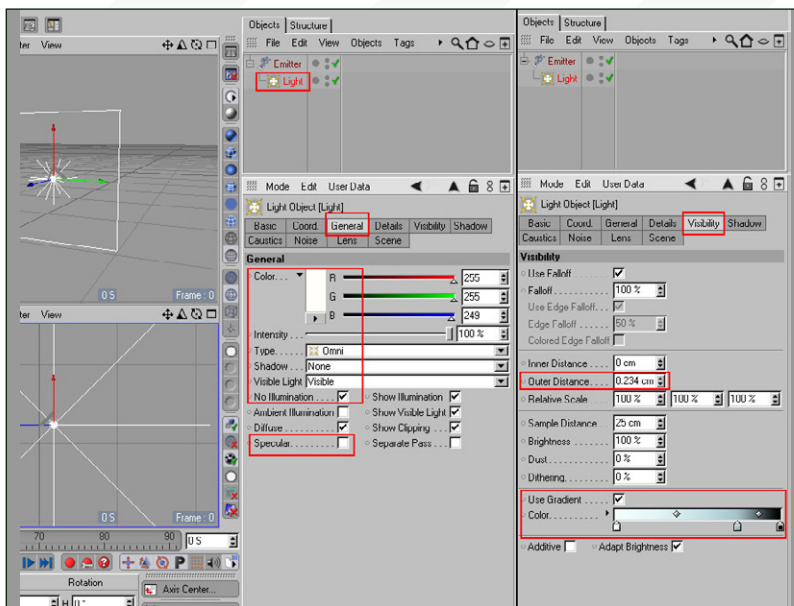 ter View
0 S
Frame : 0
ter View
0 S
Frame : 0
70 80 90
0 S
P
Rotation
H 0 °
Axis Center...
Objects Structure
File Edit View Objects Tags
Emitter
Light
Mode Edit User Data
Light Object [Light]
Basic Coord. General Details Visibility Shadow
Caustics Noise Lens Scene
General
Color. . . R 255
G 255
B 249
Intensity . . . 100 %
Type. . . . . Omni
Shadow . . . None
Visible Light Visible
No Illumination . . . . Show Illumination
Ambient Illumination Show Visible Light
Diffuse . . . . . . . . . Show Clipping . . .
Specular. . . . . . . . . Separate Pass . . .
Objects Structure
File Edit View Objects Tags
Emitter
Light
Mode Edit User Data
Light Object [Light]
Basic Coord. General Details Visibility Shadow
Caustics Noise Lens Scene
Visibility
Use Falloff . . . . . .
Falloff . . . . . . . . . 100 %
Use Edge Falloff. . .
Edge Falloff . . . . . 50 %
Colored Edge Falloff
Inner Distance . . . . 0 cm
Outer Distance. . . . 0.234 cm
Relative Scale . . . . 100 % 100 % 100 %
Sample Distance . . 25 cm
Brightness . . . . . . 100 %
Dust. . . . . . . . . . . 0 %
Dithering. . . . . . . . 0 %
Use Gradient . . . . .
Color. . . . . . . . . .
Additive Adapt Brightness